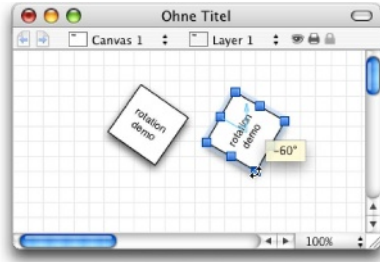 Ohne Titel
Canvas 1
Layer 1
rotation
demo
rotation
demo
-60°
100%